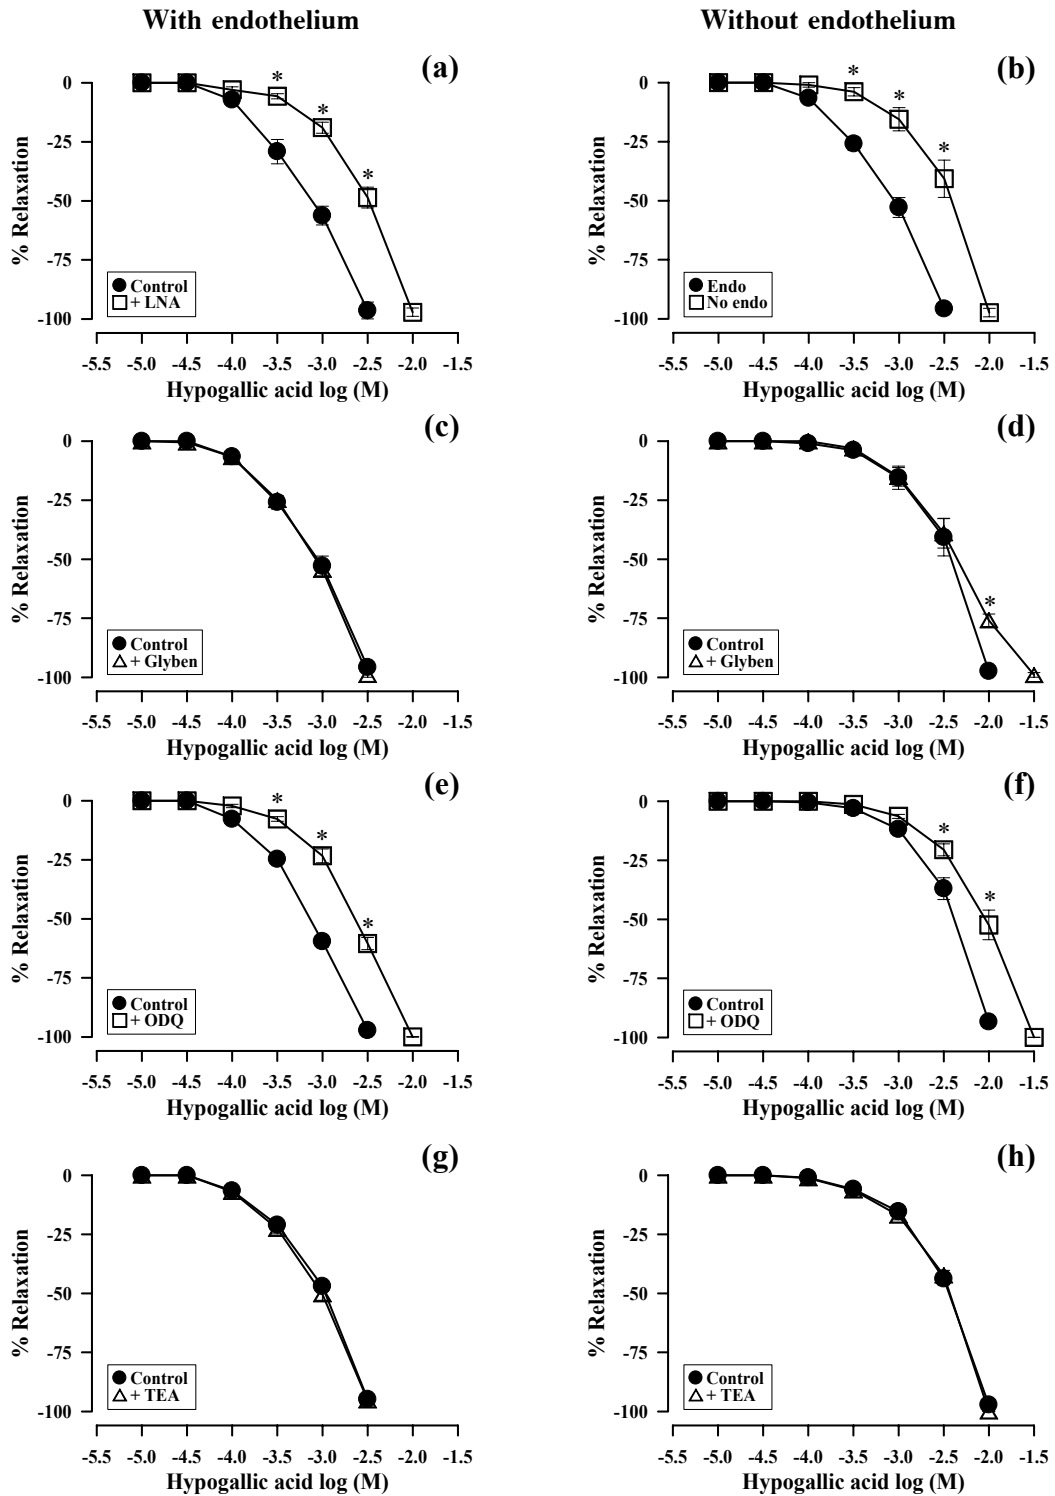 With endothelium
Without endothelium
(a)
0
-25
-50
-75
-100
% Relaxation
* * *
Control
+ LNA
-5.5 -5.0 -4.5 -4.0 -3.5 -3.0 -2.5 -2.0 -1.5
Hypogallic acid log (M)
(b)
0
-25
-50
-75
-100
% Relaxation
* * *
Endo
No endo
-5.5 -5.0 -4.5 -4.0 -3.5 -3.0 -2.5 -2.0 -1.5
Hypogallic acid log (M)
(c)
0
-25
-50
-75
-100
% Relaxation
Control
+ Glyben
-5.5 -5.0 -4.5 -4.0 -3.5 -3.0 -2.5 -2.0 -1.5
Hypogallic acid log (M)
(d)
0
-25
-50
-75
-100
% Relaxation
*
Control
+ Glyben
-5.5 -5.0 -4.5 -4.0 -3.5 -3.0 -2.5 -2.0 -1.5
Hypogallic acid log (M)
(e)
0
-25
-50
-75
-100
% Relaxation
* * *
Control
+ ODQ
-5.5 -5.0 -4.5 -4.0 -3.5 -3.0 -2.5 -2.0 -1.5
Hypogallic acid log (M)
(f)
0
-25
-50
-75
-100
% Relaxation
* *
Control
+ ODQ
-5.5 -5.0 -4.5 -4.0 -3.5 -3.0 -2.5 -2.0 -1.5
Hypogallic acid log (M)
(g)
0
-25
-50
-75
-100
% Relaxation
Control
+ TEA
-5.5 -5.0 -4.5 -4.0 -3.5 -3.0 -2.5 -2.0 -1.5
Hypogallic acid log (M)
(h)
0
-25
-50
-75
-100
% Relaxation
Control
+ TEA
-5.5 -5.0 -4.5 -4.0 -3.5 -3.0 -2.5 -2.0 -1.5
Hypogallic acid log (M)